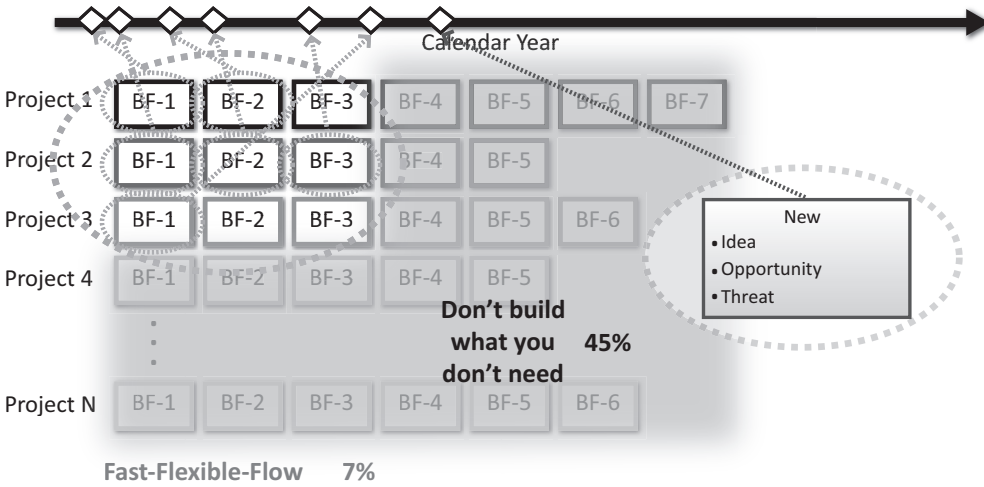 Calendar Year
Project 1 BF-1 BF-2 BF-3 BF-4 BF-5 BF-6 BF-7
Project 2 BF-1 BF-2 BF-3 BF-4 BF-5
Project 3 BF-1 BF-2 BF-3 BF-4 BF-5 BF-6
New
• Idea
• Opportunity
• Threat
Project 4 BF-1 BF-2 BF-3 BF-4 BF-5
Don’t build
what you 45%
don’t need
Project N BF-1 BF-2 BF-3 BF-4 BF-5 BF-6
Fast-Flexible-Flow 7%